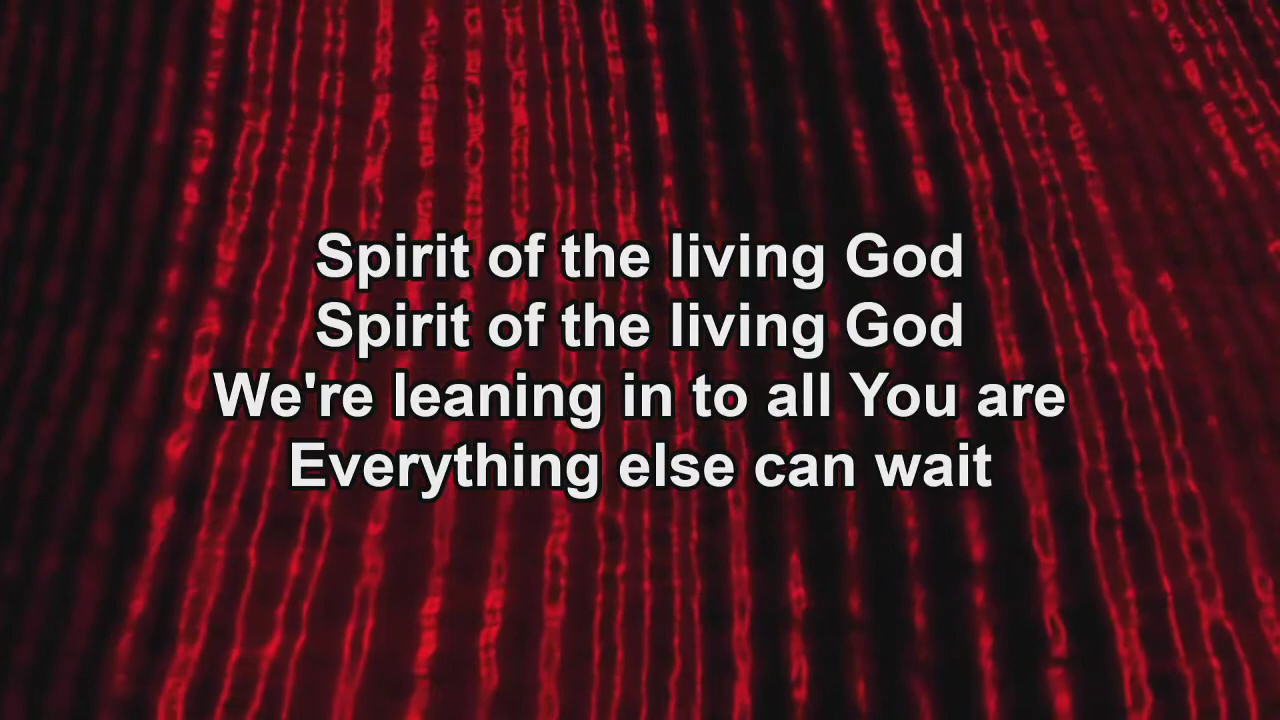 Spirit of the living God
Spirit of the living God
We're leaning in to all You are
Everything else can wait